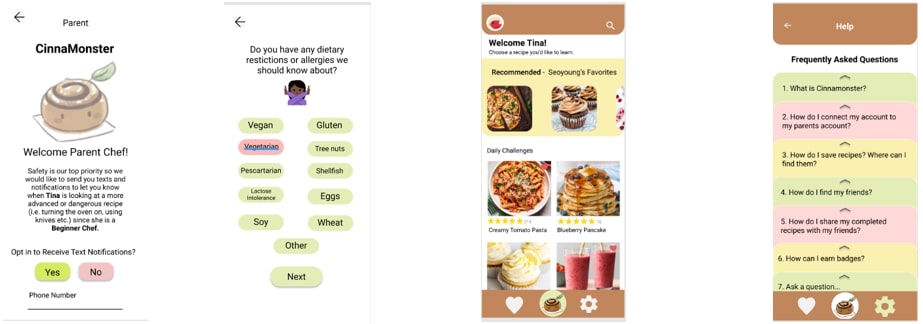 Parent
CinnaMonster
Welcome Parent Chef!
Safety is our top priority so we
would like to send you texts and
notifications to let you know
when Tina is looking at a more
advanced or dangerous recipe
(i.e. turning the oven on, using
knives etc.) since she is a
Beginner Chef.
Opt in to Receive Text Notifications?
Yes
No
Phone Number
Do you have any dietary
restictions or allergies we
should know about?
Vegan
Gluten
Vegetarian
Tree nuts
Pescartarian
Shellfish
Lactose
Intolerance
Eggs
Soy
Wheat
Other
Next
Welcome Tina!
Choose a recipe you'd like to learn.
Recommended - Seoyoung's Favorites
Daily Challenges
Creamy Tomato Pasta
Blueberry Pancake
Help
Frequently Asked Questions
1. What is Cinnamonster?
2. How do I connect my account to
my parents account?
3. How do I save recipes? Where can I
find them?
4. How do I find my friends?
5. How do I share my completed
recipes with my friends?
6. How can I earn badges?
7. Ask a question...